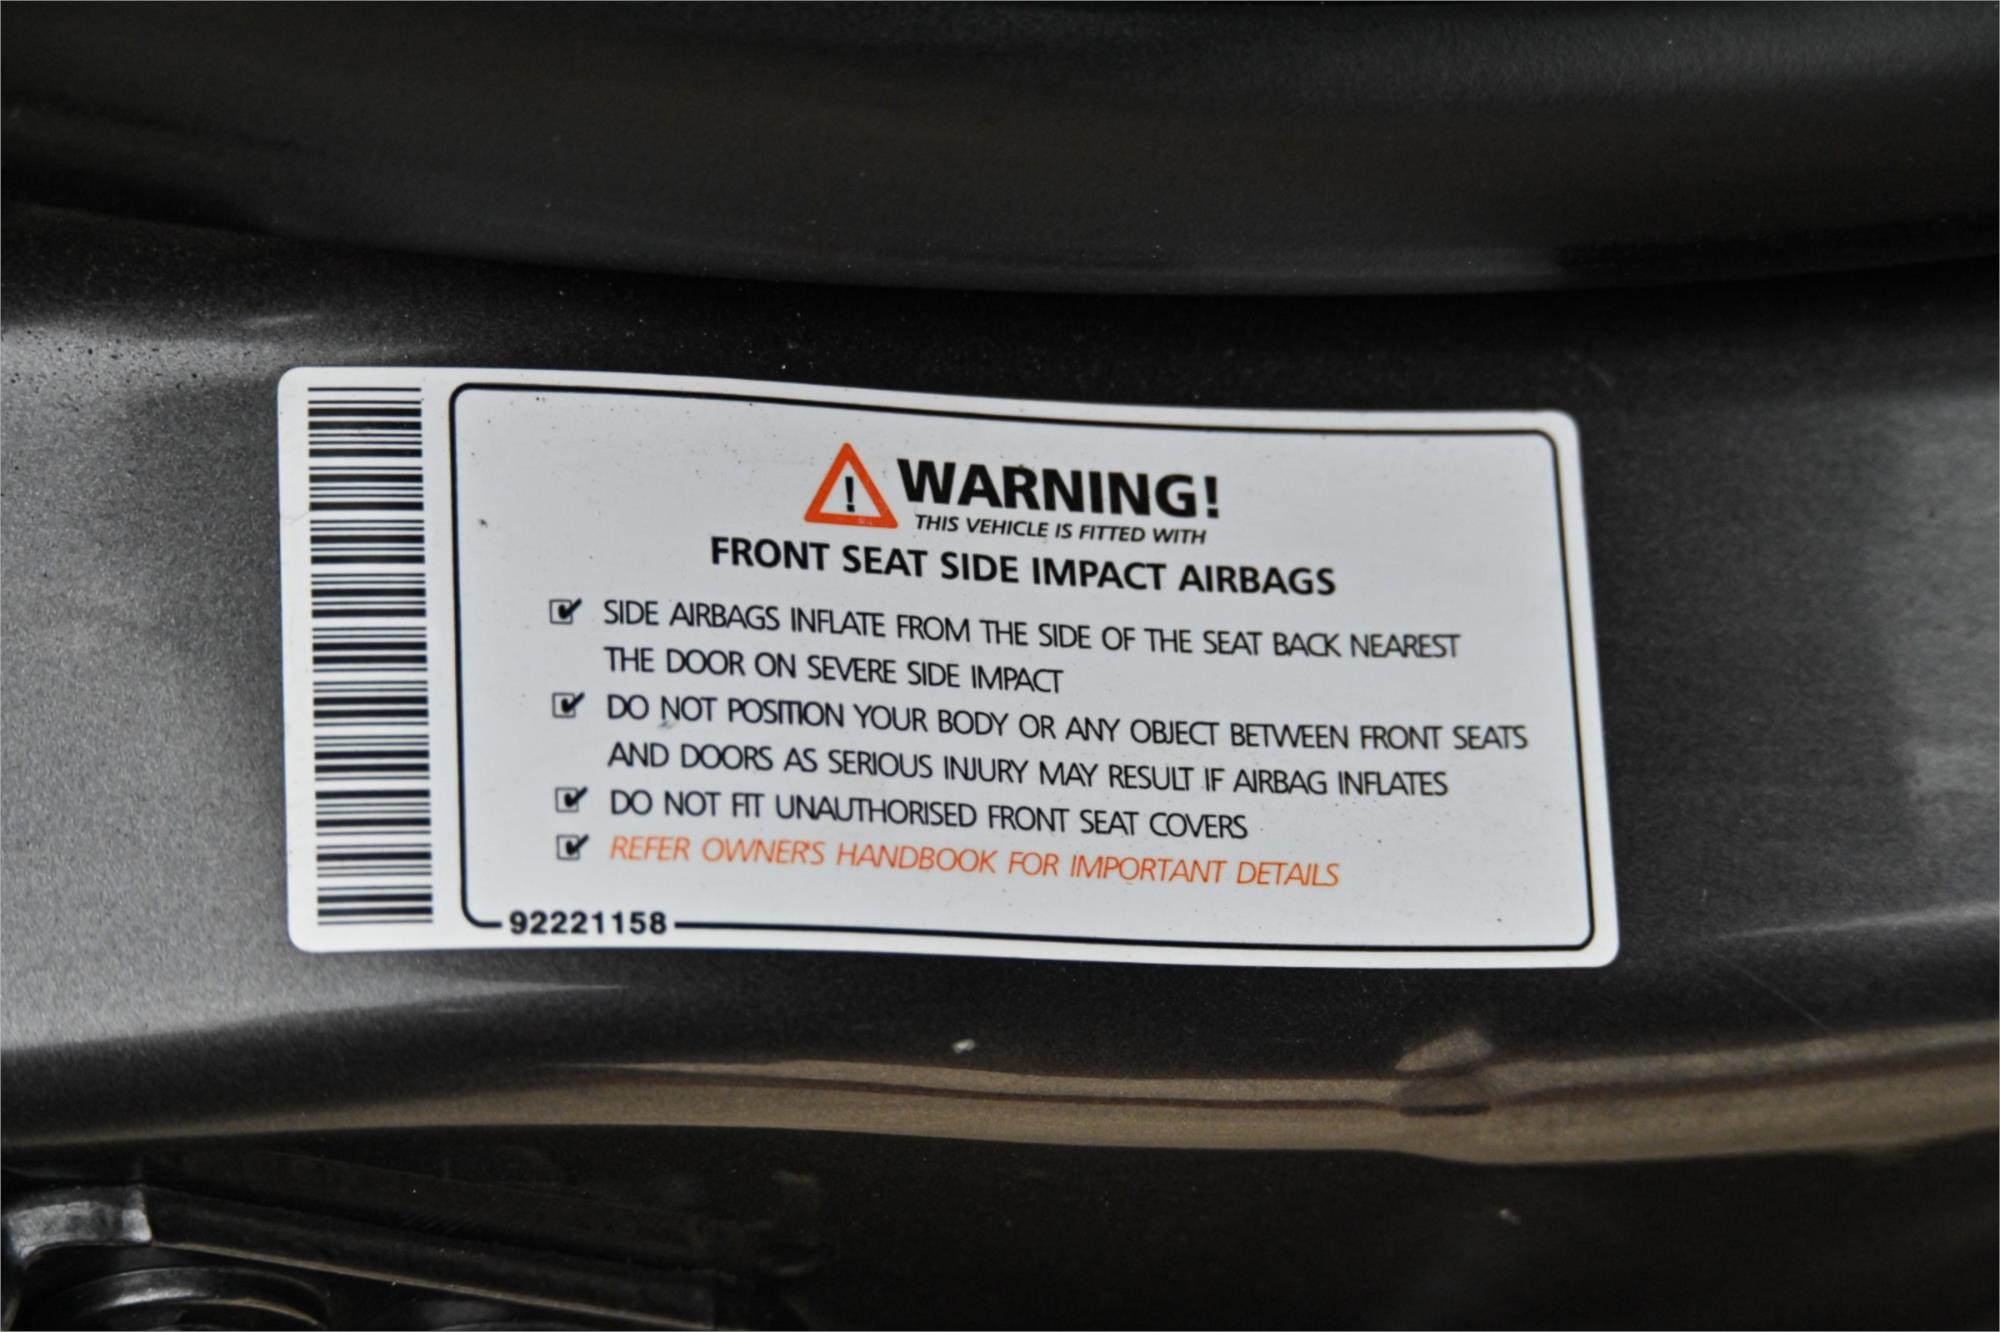 WARNING!
THIS VEHICLE IS FITTED WITH
FRONT SEAT SIDE IMPACT AIRBAGS
SIDE AIRBAGS INFLATE FROM THE SIDE OF THE SEAT BACK NEAREST
THE DOOR ON SEVERE SIDE IMPACT
DO NOT POSITION YOUR BODY OR ANY OBJECT BETWEEN FRONT SEATS
AND DOORS AS SERIOUS INJURY MAY RESULT IF AIRBAG INFLATES
DO NOT FIT UNAUTHORISED FRONT SEAT COVERS
REFER OWNER'S HANDBOOK FOR IMPORTANT DETAILS
92221158